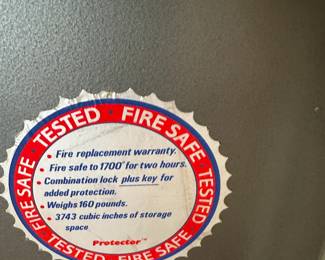 FIRE SAFE • TESTED • FIRE SAFE • TESTED
• Fire replacement warranty.
• Fire safe to 1700° for two hours.
• Combination lock plus key for
added protection.
• Weighs 160 pounds.
• 3743 cubic inches of storage
space
Protector™
TESTED • FIRE SAFE